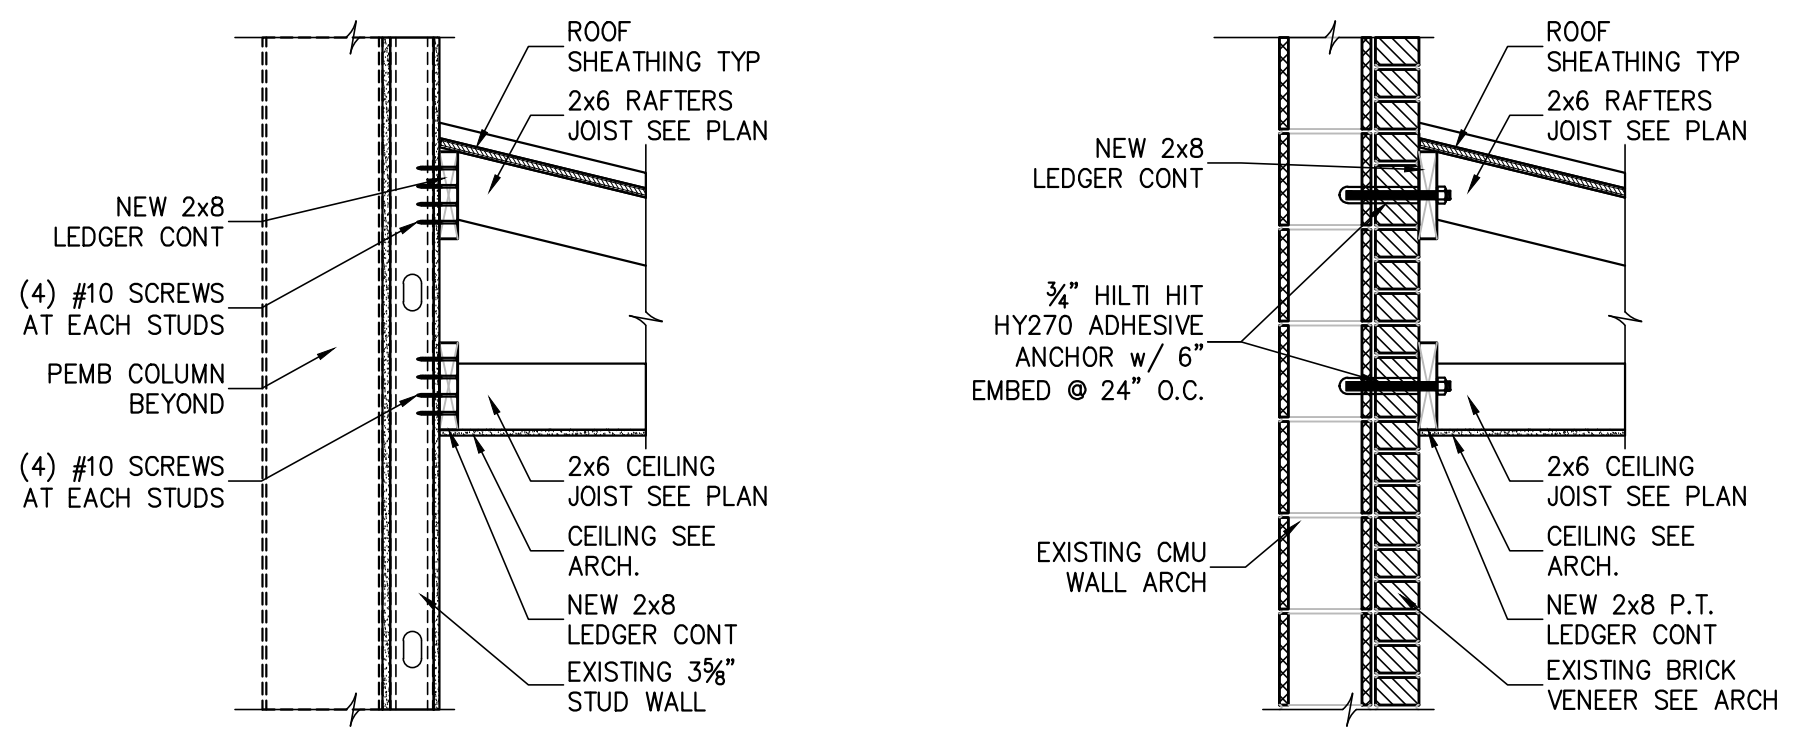 ROOF
SHEATHING TYP
2x6 RAFTERS
JOIST SEE PLAN
NEW 2x8
LEDGER CONT
(4) #10 SCREWS
AT EACH STUDS
PEMB COLUMN
BEYOND
(4) #10 SCREWS
AT EACH STUDS
2x6 CEILING
JOIST SEE PLAN
CEILING SEE
ARCH.
NEW 2x8
LEDGER CONT
EXISTING 3⅝"
STUD WALL
ROOF
SHEATHING TYP
2x6 RAFTERS
JOIST SEE PLAN
NEW 2x8
LEDGER CONT
¾" HILTI HIT
HY270 ADHESIVE
ANCHOR w/ 6"
EMBED @ 24" O.C.
EXISTING CMU
WALL ARCH
2x6 CEILING
JOIST SEE PLAN
CEILING SEE
ARCH.
NEW 2x8 P.T.
LEDGER CONT
EXISTING BRICK
VENEER SEE ARCH